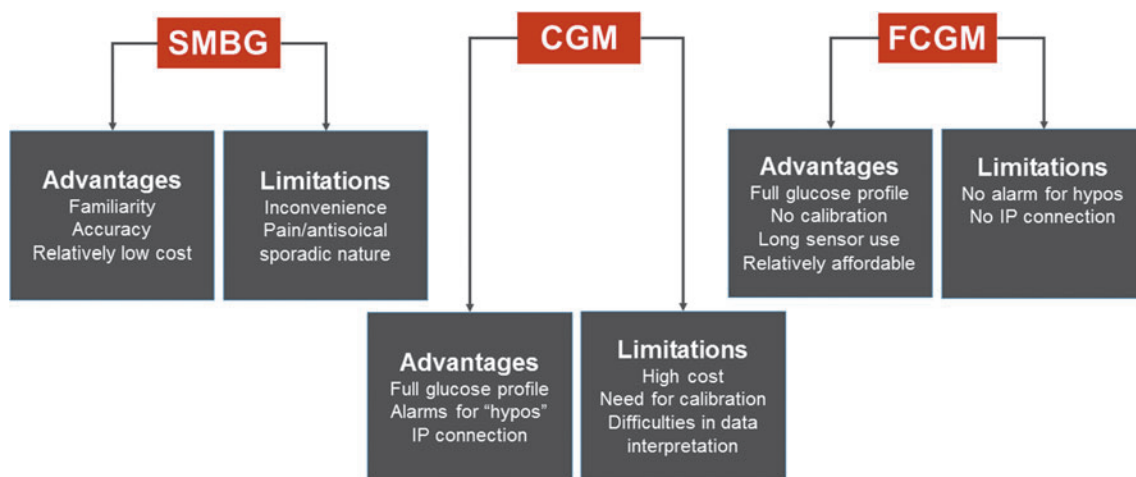 SMBG
Advantages
Familiarity
Accuracy
Relatively low cost
Limitations
Inconvenience
Pain/antisoical
sporadic nature
CGM
Advantages
Full glucose profile
Alarms for “hypos”
IP connection
Limitations
High cost
Need for calibration
Difficulties in data
interpretation
FCGM
Advantages
Full glucose profile
No calibration
Long sensor use
Relatively affordable
Limitations
No alarm for hypos
No IP connection